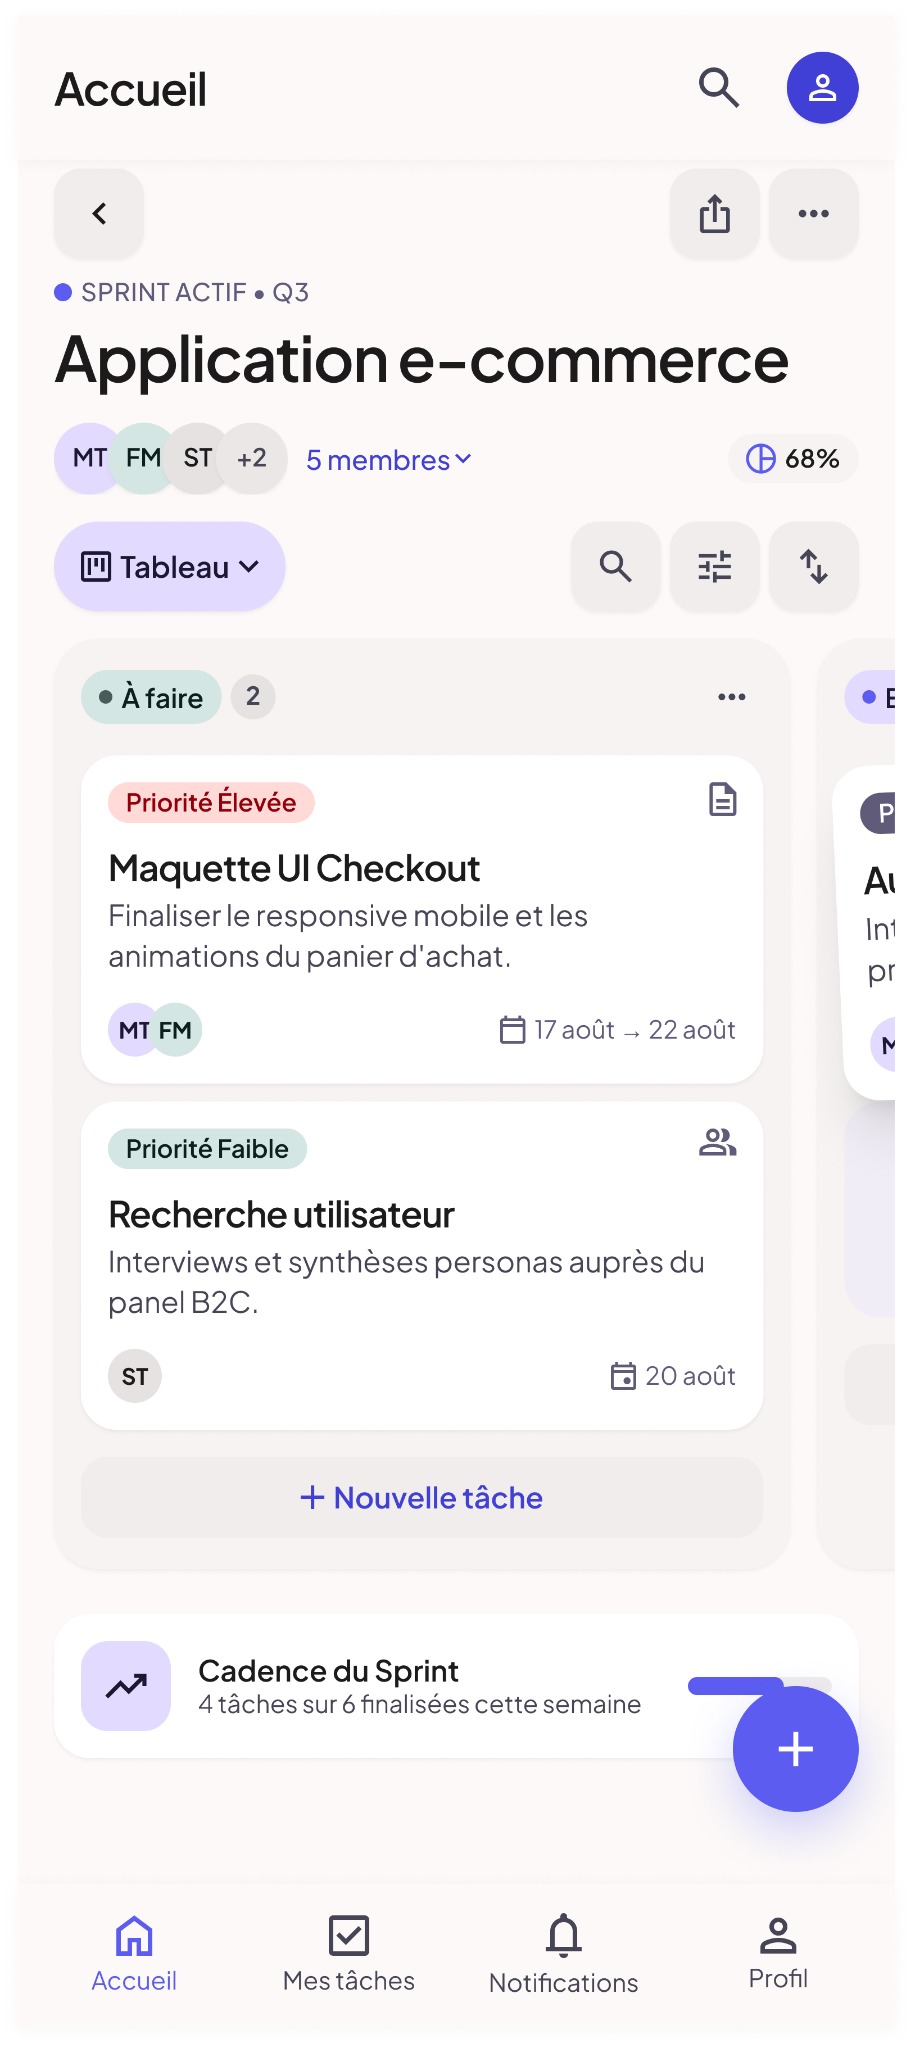 Accueil
SPRINT ACTIF • Q3
Application e-commerce
MT FM ST +2 5 membres 68%
Tableau
À faire 2
Priorité Élevée
Maquette UI Checkout
Finaliser le responsive mobile et les
animations du panier d'achat.
MT FM 17 août → 22 août
Priorité Faible
Recherche utilisateur
Interviews et synthèses personas auprès du
panel B2C.
ST 20 août
+ Nouvelle tâche
Cadence du Sprint
4 tâches sur 6 finalisées cette semaine
Accueil Mes tâches Notifications Profil